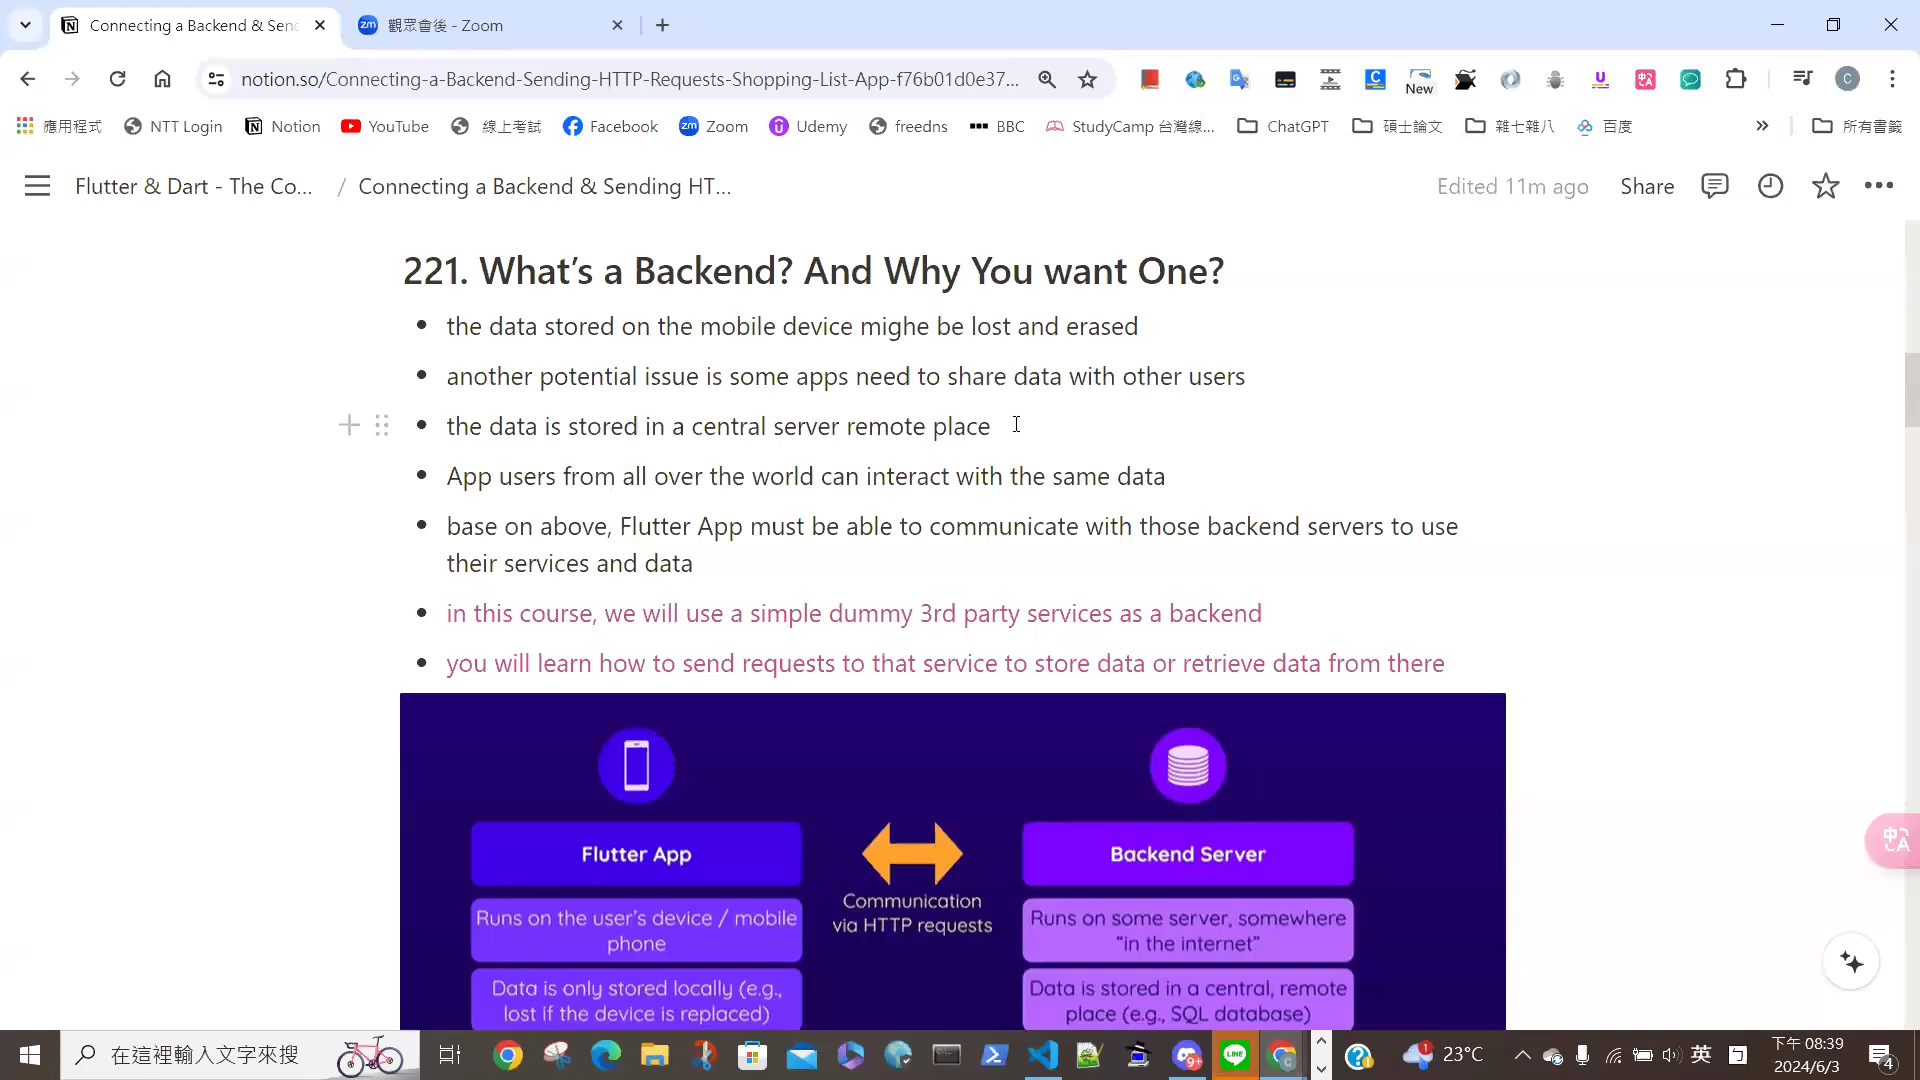 Connecting a Backend & Senc
觀眾會後 - Zoom
notion.so/Connecting-a-Backend-Sending-HTTP-Requests-Shopping-List-App-f76b01d0e37...
New
C
應用程式
NTT Login
Notion
YouTube
線上考試
Facebook
Zoom
Udemy
freedns
BBC
StudyCamp 台灣線...
ChatGPT
碩士論文
雜七雜八
百度
所有書籤
Flutter & Dart - The Co... / Connecting a Backend & Sending HT...
Edited 11m ago
Share
221. What's a Backend? And Why You want One?
the data stored on the mobile device mighe be lost and erased
another potential issue is some apps need to share data with other users
the data is stored in a central server remote place
App users from all over the world can interact with the same data
base on above, Flutter App must be able to communicate with those backend servers to use
their services and data
in this course, we will use a simple dummy 3rd party services as a backend
you will learn how to send requests to that service to store data or retrieve data from there
Flutter App
Backend Server
Communication
via HTTP requests
Runs on the user's device / mobile
phone
Runs on some server, somewhere
"in the internet"
Data is only stored locally (e.g.,
lost if the device is replaced)
Data is stored in a central, remote
place (e.g., SQL database)
在這裡輸入文字來搜
LINE
23°C
英
下午 08:39
2024/6/3
4